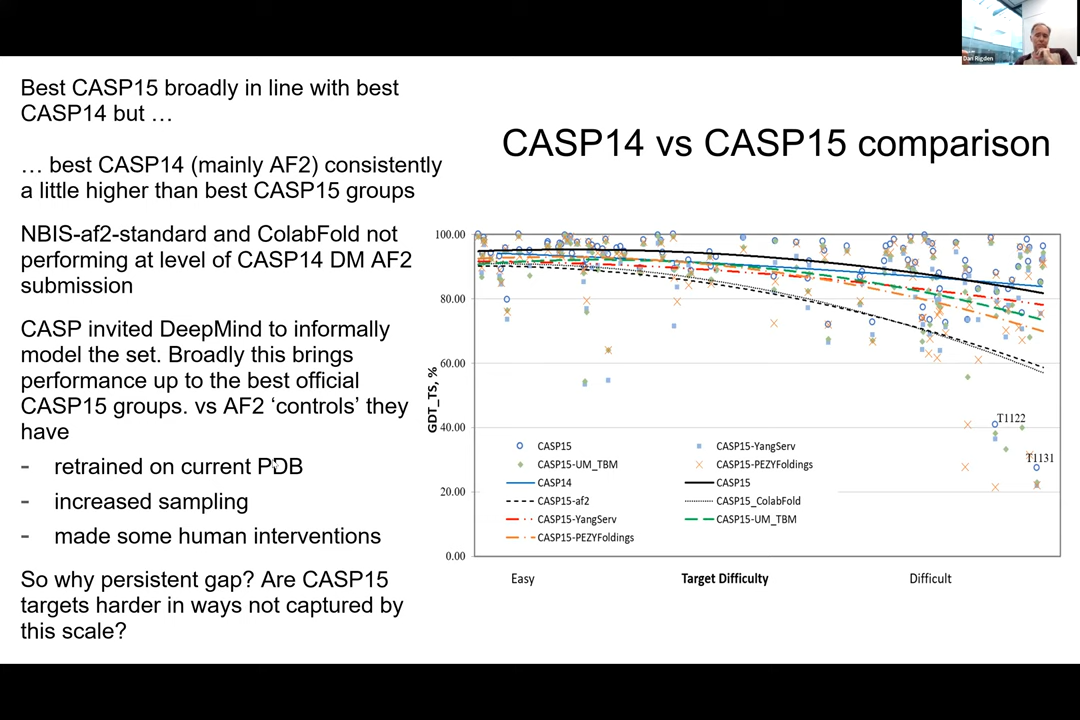 Dan Rigden
Best CASP15 broadly in line with best
CASP14 but …
… best CASP14 (mainly AF2) consistently
a little higher than best CASP15 groups
NBIS-af2-standard and ColabFold not
performing at level of CASP14 DM AF2
submission
CASP invited DeepMind to informally
model the set. Broadly this brings
performance up to the best official
CASP15 groups. vs AF2 ‘controls’ they
have
- retrained on current PDB
- increased sampling
- made some human interventions
So why persistent gap? Are CASP15
targets harder in ways not captured by
this scale?
CASP14 vs CASP15 comparison
GDT_TS, %
100.00
80.00
60.00
40.00
20.00
0.00
T1122
T1131
CASP15
CASP15-YangServ
CASP15-UM_TBM
CASP15-PEZYFoldings
CASP14
CASP15
CASP15-af2
CASP15_ColabFold
CASP15-YangServ
CASP15-UM_TBM
CASP15-PEZYFoldings
Easy
Target Difficulty
Difficult